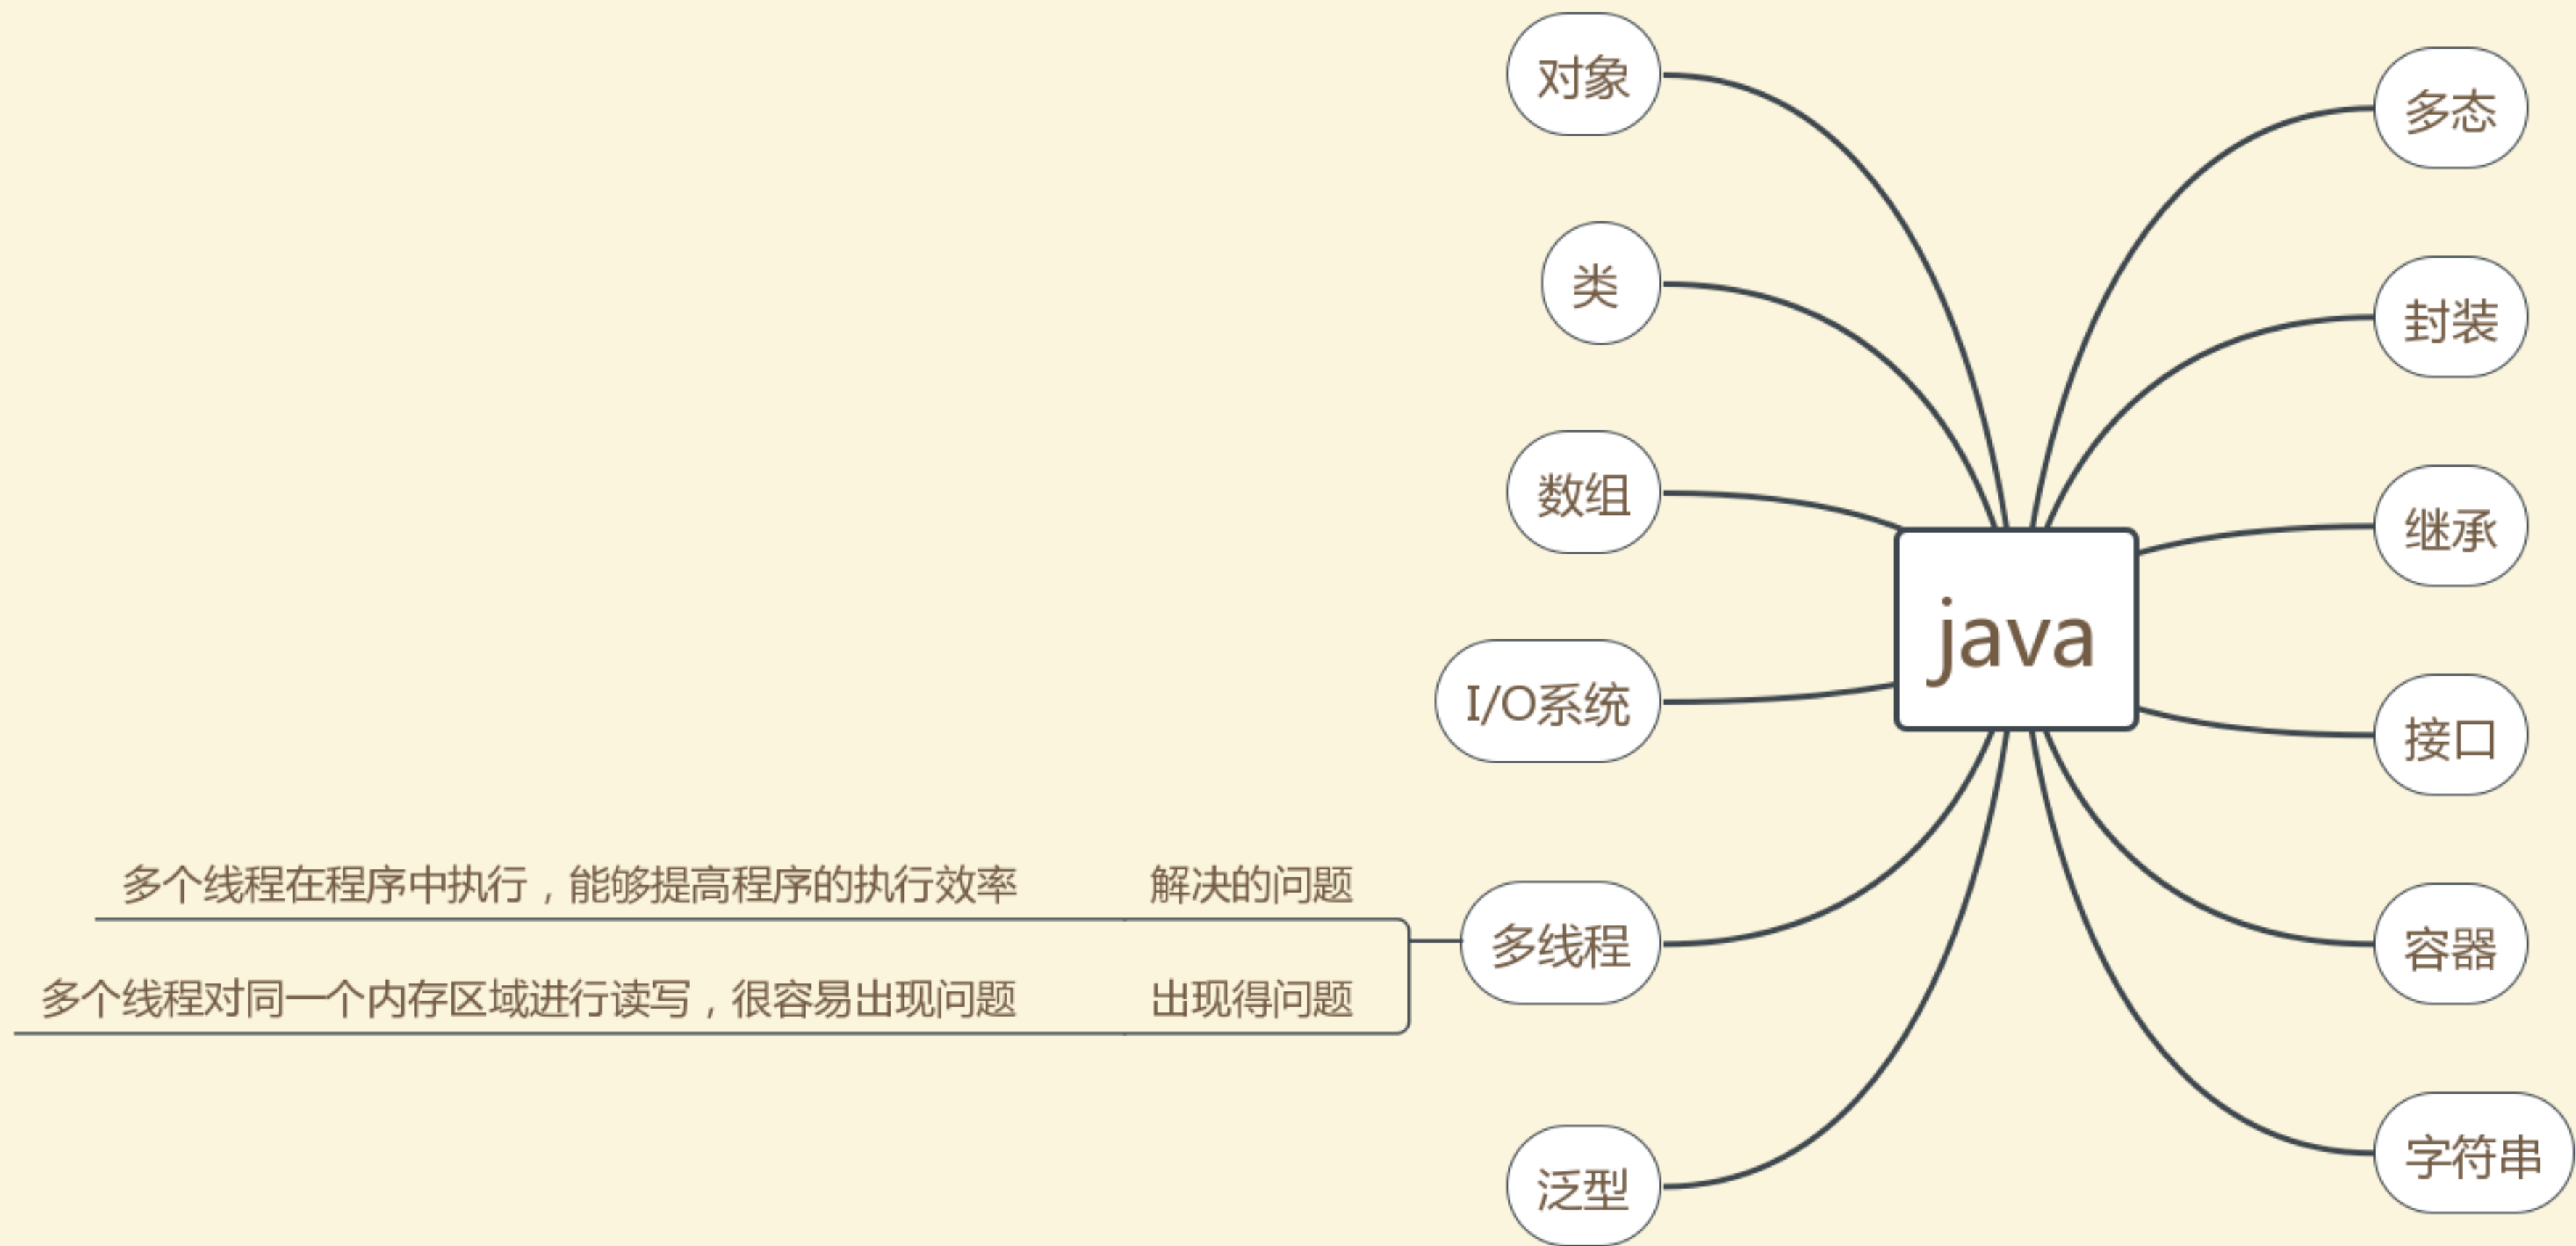 对象
多态
类
封装
数组
继承
java
I/O系统
接口
多个线程在程序中执行，能够提高程序的执行效率
解决的问题
多线程
容器
多个线程对同一个内存区域进行读写，很容易出现问题
出现得问题
泛型
字符串